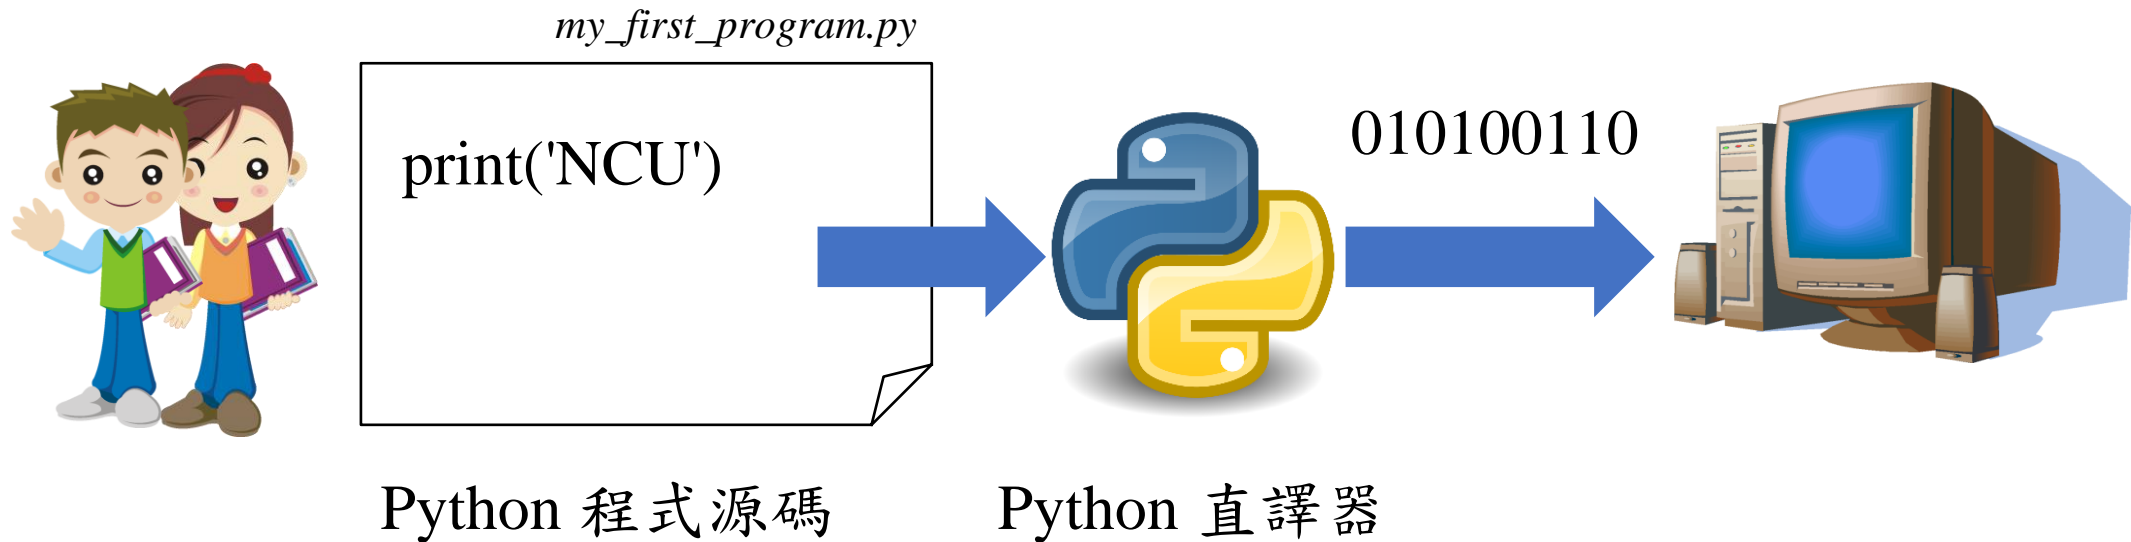 my_first_program.py
print('NCU')
010100110
Python 程式源碼
Python 直譯器